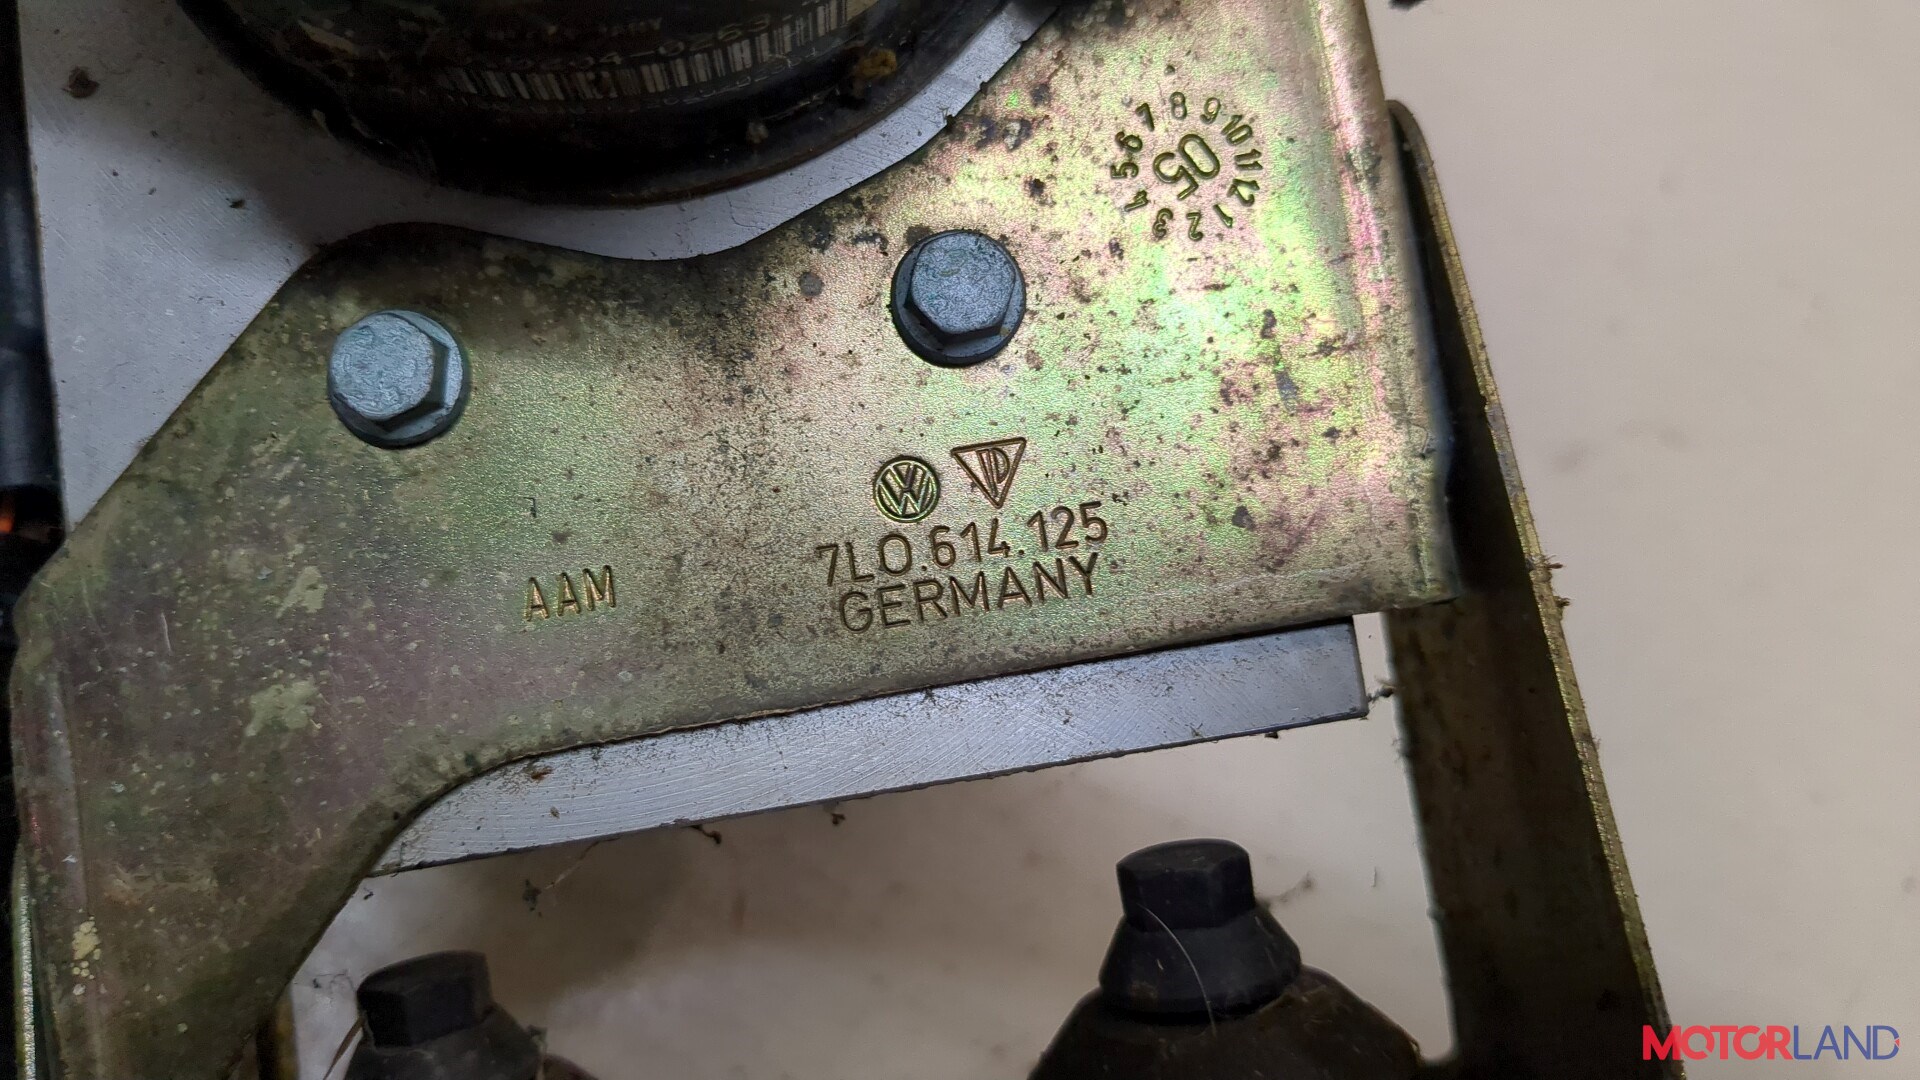 7 8 9 10 11 12 1 2 3 4 5 6
05
7L0.614.125
GERMANY
AAM
MOTORLAND